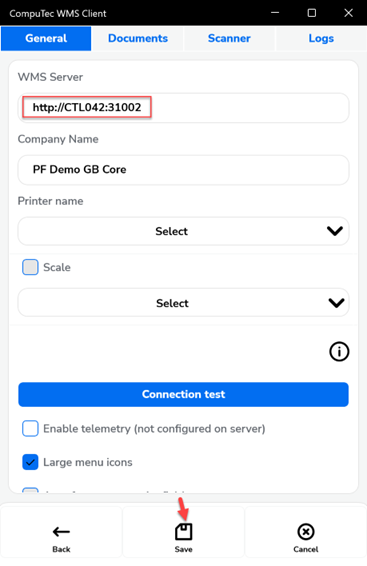 CompuTec WMS Client
General Documents Scanner Logs
WMS Server
http://CTL042:31002
Company Name
PF Demo GB Core
Printer name
Select
Scale
Select
Connection test
Enable telemetry (not configured on server)
Large menu icons
Back Save Cancel